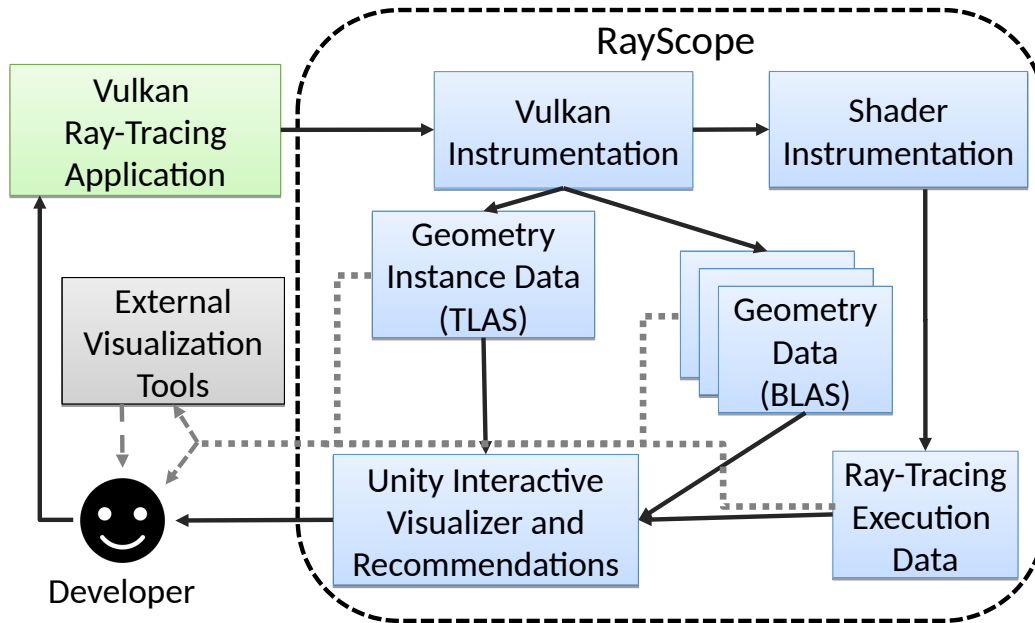 RayScope
Vulkan
Ray-Tracing
Application
Vulkan
Instrumentation
Shader
Instrumentation
Geometry
Instance Data
(TLAS)
Geometry
Data
(BLAS)
External
Visualization
Tools
Unity Interactive
Visualizer and
Recommendations
Ray-Tracing
Execution
Data
Developer